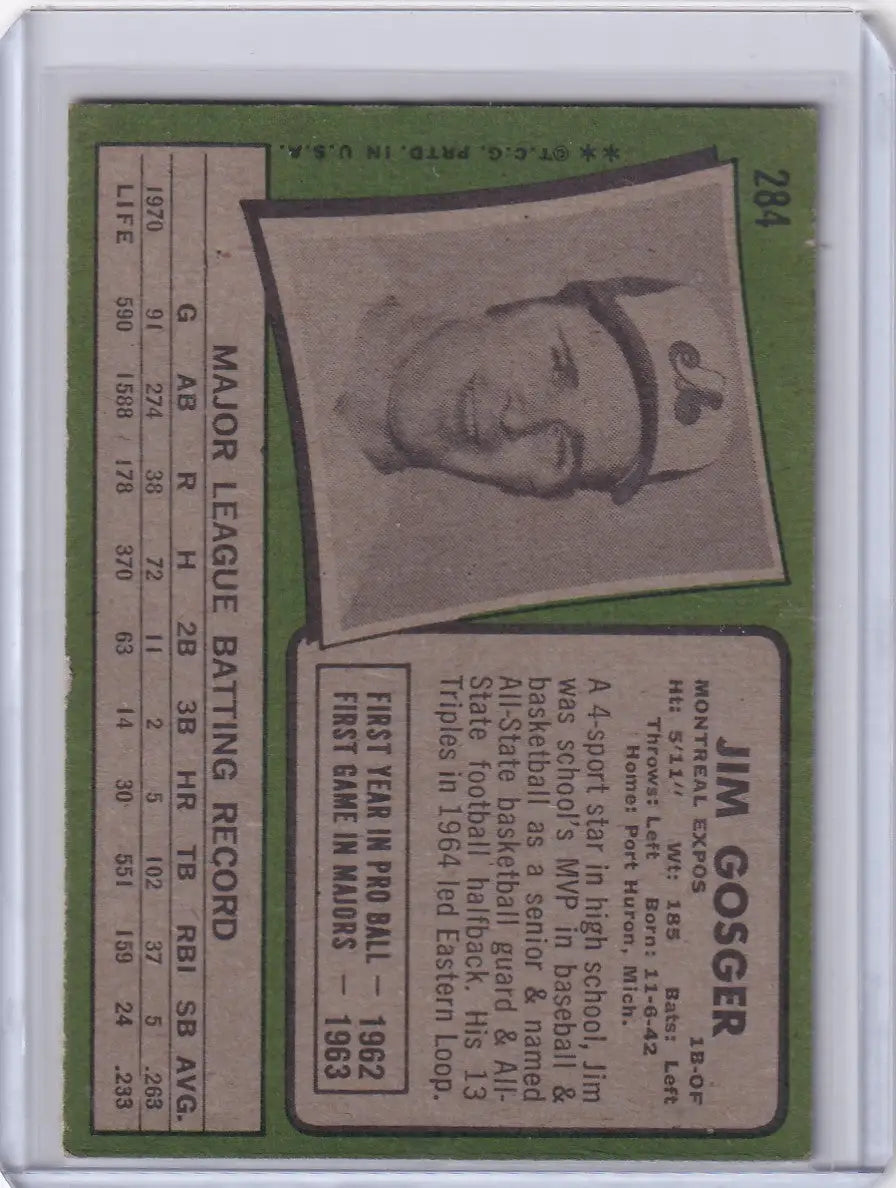 284
** ©T.C.G. PRTD. IN U.S.A.
JIM GOSGER
MONTREAL EXPOS 1B-OF
Ht: 5'11" Wt: 185 Bats: Left
Throws: Left Born: 11-6-42
Home: Port Huron, Mich.
A 4-sport star in high school, Jim
was school's MVP in baseball &
basketball as a senior & named
All-State basketball guard & All-
State football halfback. His 13
Triples in 1964 led Eastern Loop.
FIRST YEAR IN PRO BALL — 1962
FIRST GAME IN MAJORS — 1963
MAJOR LEAGUE BATTING RECORD
G AB R H 2B 3B HR TB RBI SB AVG.
1970 91 274 38 72 11 2 5 102 37 5 .263
LIFE 590 1588 178 370 63 14 30 551 159 24 .233